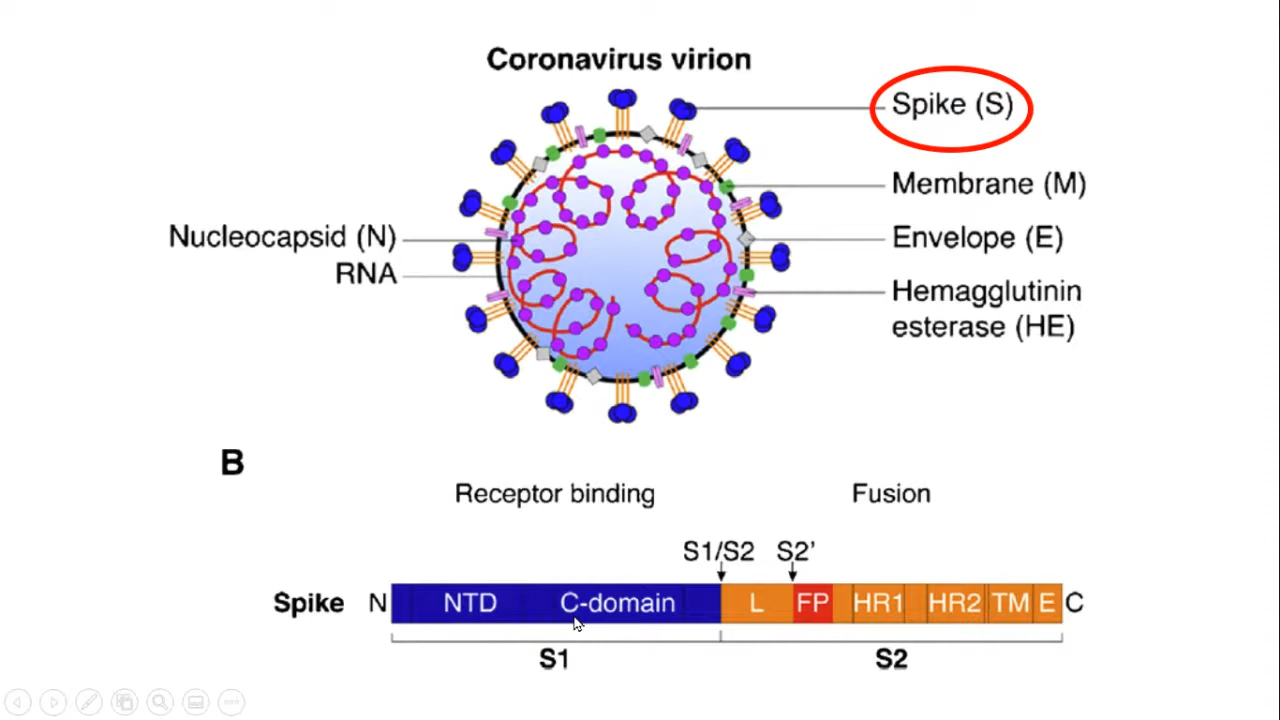 Coronavirus virion
Spike (S)
Membrane (M)
Nucleocapsid (N)
Envelope (E)
RNA
Hemagglutinin
esterase (HE)
B
Receptor binding
Fusion
S1/S2
S2’
Spike N NTD C-domain L FP HR1 HR2 TM E C
S1
S2